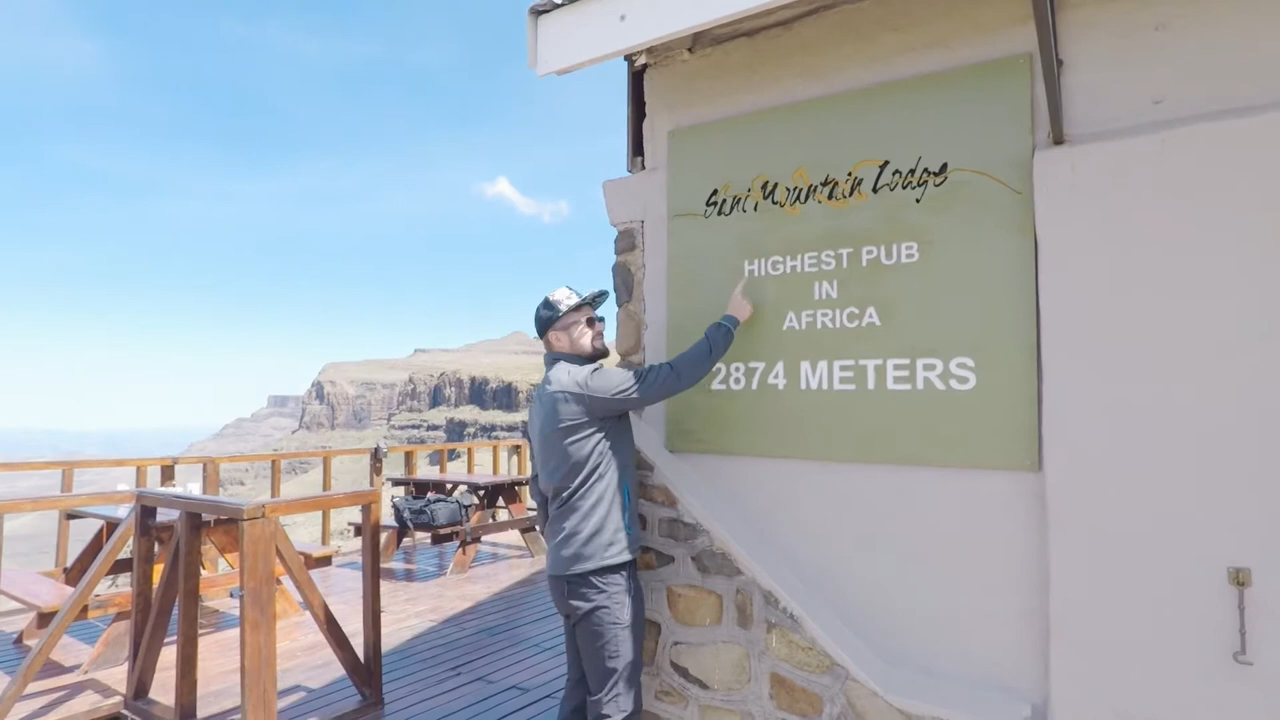 Sani Mountain Lodge
HIGHEST PUB
IN
AFRICA
2874 METERS